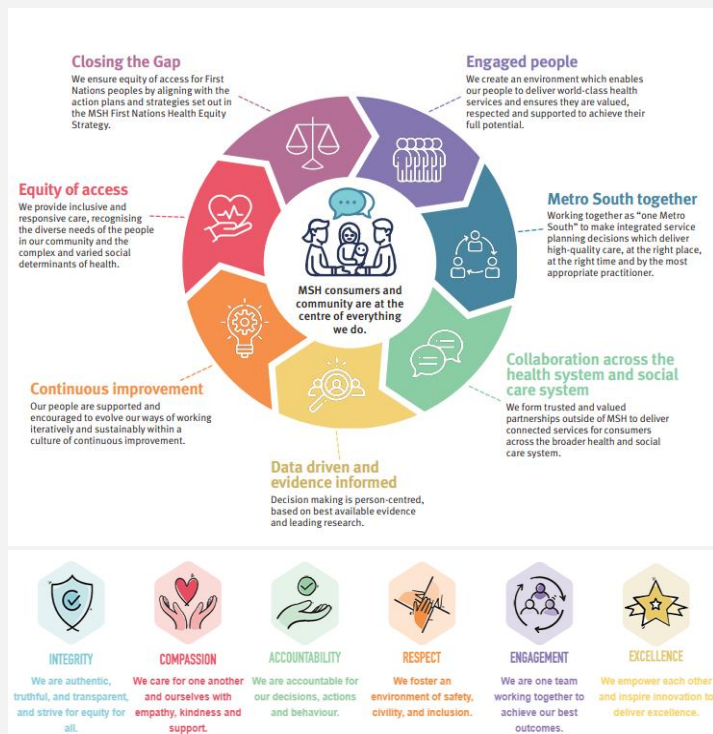 Closing the Gap
We ensure equity of access for First
Nations peoples by aligning with the
action plans and strategies set out in
the MSH First Nations Health Equity
Strategy.
Engaged people
We create an environment which enables
our people to deliver world-class health
services and ensures they are valued,
respected and supported to achieve their
full potential.
Equity of access
We provide inclusive and
responsive care, recognising
the diverse needs of the people
in our community and the
complex and varied social
determinants of health.
Metro South together
Working together as “one Metro
South” to make integrated service
planning decisions which deliver
high-quality care, at the right place,
at the right time and by the most
appropriate practitioner.
MSH consumers and
community are at the
centre of everything
we do.
Continuous improvement
Our people are supported and
encouraged to evolve our ways of working
iteratively and sustainably within a
culture of continuous improvement.
Collaboration across the
health system and social
care system
We form trusted and valued
partnerships outside of MSH to deliver
connected services for consumers
across the broader health and social
care system.
Data driven and
evidence informed
Decision making is person-centred,
based on best available evidence
and leading research.
INTEGRITY
We are authentic,
truthful, and transparent,
and strive for equity for
all.
COMPASSION
We care for one another
and ourselves with
empathy, kindness and
support.
ACCOUNTABILITY
We are accountable for
our decisions, actions
and behaviour.
RESPECT
We foster an
environment of safety,
civility, and inclusion.
ENGAGEMENT
We are one team
working together to
achieve our best
outcomes.
EXCELLENCE
We empower each other
and inspire innovation to
deliver excellence.